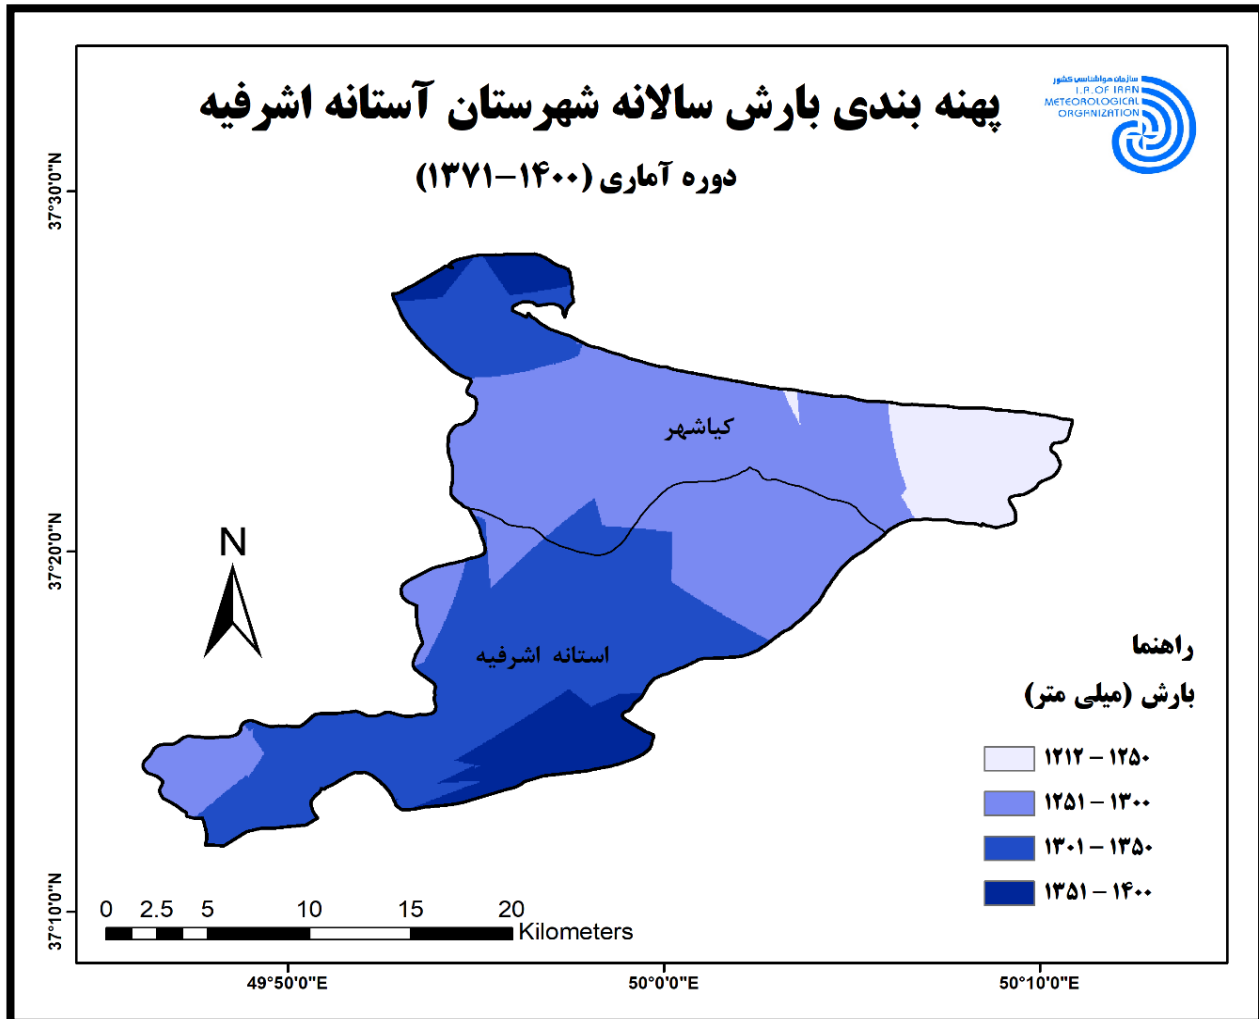 پهنه بندی بارش سالانه شهرستان آستانه اشرفیه
دوره آماری (۱۴۰۰-۱۳۷۱)
سازمان هواشناسی کشور
I.R.OF IRAN
METEOROLOGICAL
ORGANIZATION
37°30'0"N
37°20'0"N
37°10'0"N
کیاشهر
استانه اشرفیه
N
راهنما
بارش (میلی متر)
۱۲۱۲ - ۱۲۵۰
۱۲۵۱ - ۱۳۰۰
۱۳۰۱ - ۱۳۵۰
۱۳۵۱ - ۱۴۰۰
0 2.5 5 10 15 20
Kilometers
49°50'0"E 50°0'0"E 50°10'0"E